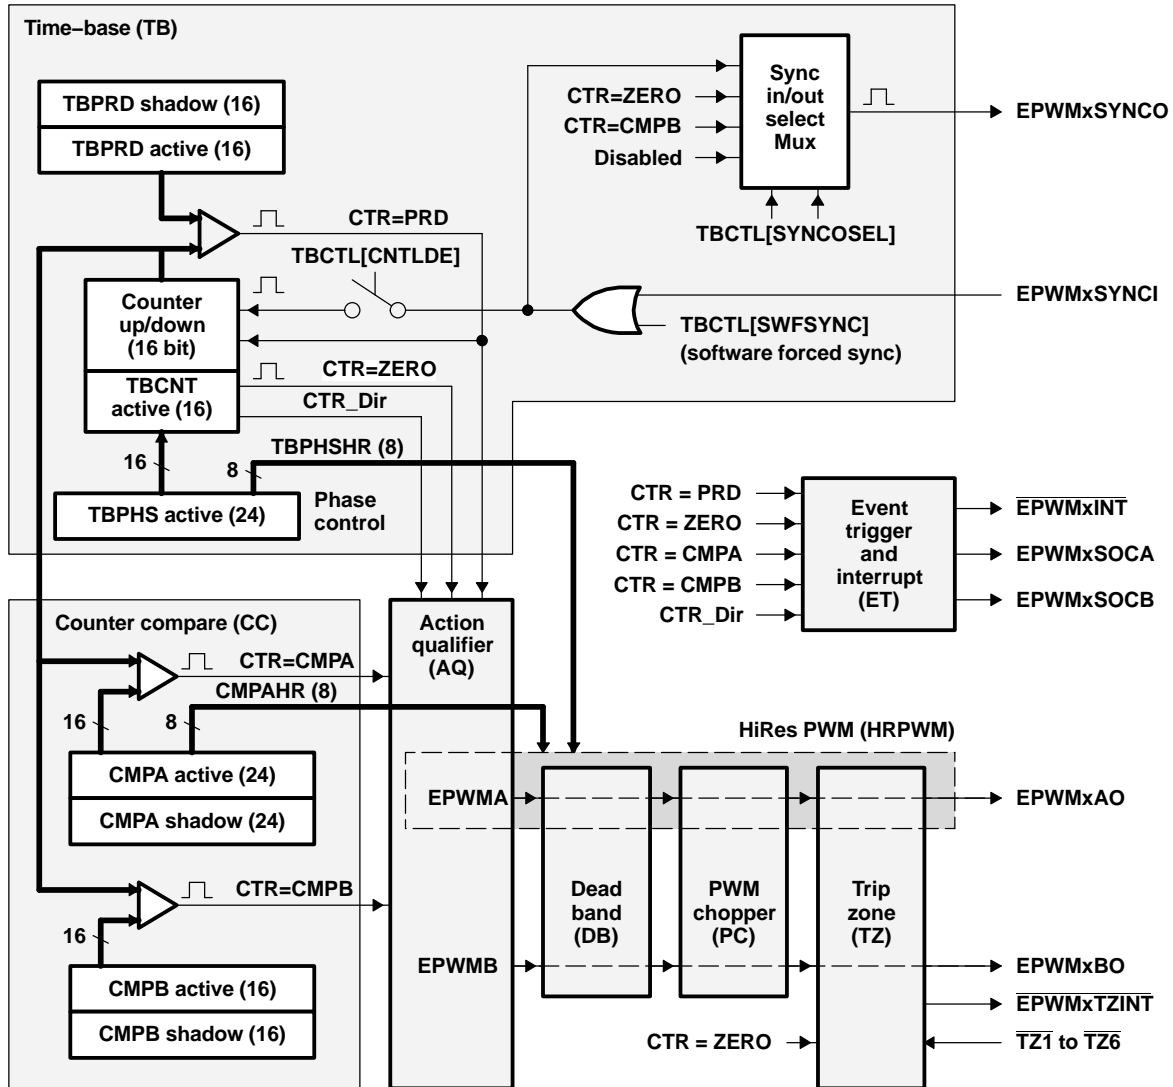 Time−base (TB)
TBPRD shadow (16)
TBPRD active (16)
CTR=ZERO
CTR=CMPB
Disabled
Sync
in/out
select
Mux
EPWMxSYNCO
TBCTL[SYNCOSEL]
CTR=PRD
TBCTL[CNTLDE]
Counter
up/down
(16 bit)
TBCNT
active (16)
EPWMxSYNCI
TBCTL[SWFSYNC]
(software forced sync)
CTR=ZERO
CTR_Dir
16
8
TBPHSHR (8)
TBPHS active (24)
Phase
control
CTR = PRD
CTR = ZERO
CTR = CMPA
CTR = CMPB
CTR_Dir
Event
trigger
and
interrupt
(ET)
EPWMxINT
EPWMxSOCA
EPWMxSOCB
Counter compare (CC)
CTR=CMPA
16
8
CMPAHR (8)
CMPA active (24)
CMPA shadow (24)
Action
qualifier
(AQ)
HiRes PWM (HRPWM)
EPWMA
EPWMxAO
CTR=CMPB
16
CMPB active (16)
CMPB shadow (16)
Dead
band
(DB)
PWM
chopper
(PC)
Trip
zone
(TZ)
EPWMB
EPWMxBO
EPWMxTZINT
CTR = ZERO
TZ1 to TZ6